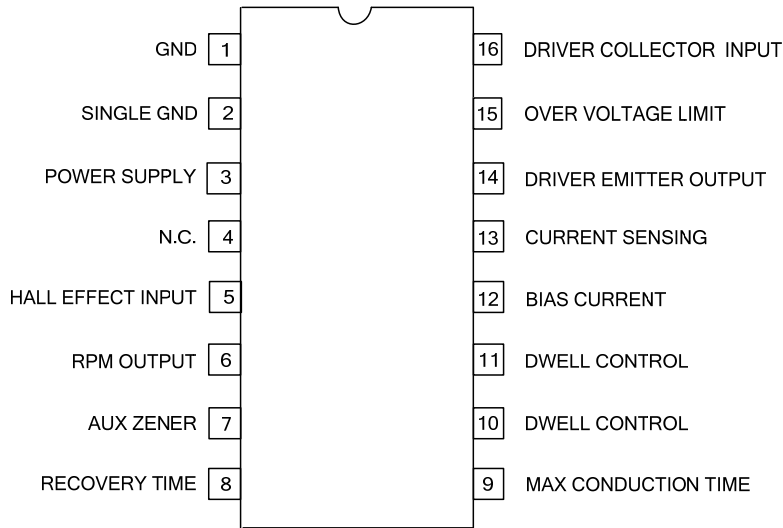 GND 1 16 DRIVER COLLECTOR INPUT
SINGLE GND 2 15 OVER VOLTAGE LIMIT
POWER SUPPLY 3 14 DRIVER EMITTER OUTPUT
N.C. 4 13 CURRENT SENSING
HALL EFFECT INPUT 5 12 BIAS CURRENT
RPM OUTPUT 6 11 DWELL CONTROL
AUX ZENER 7 10 DWELL CONTROL
RECOVERY TIME 8 9 MAX CONDUCTION TIME